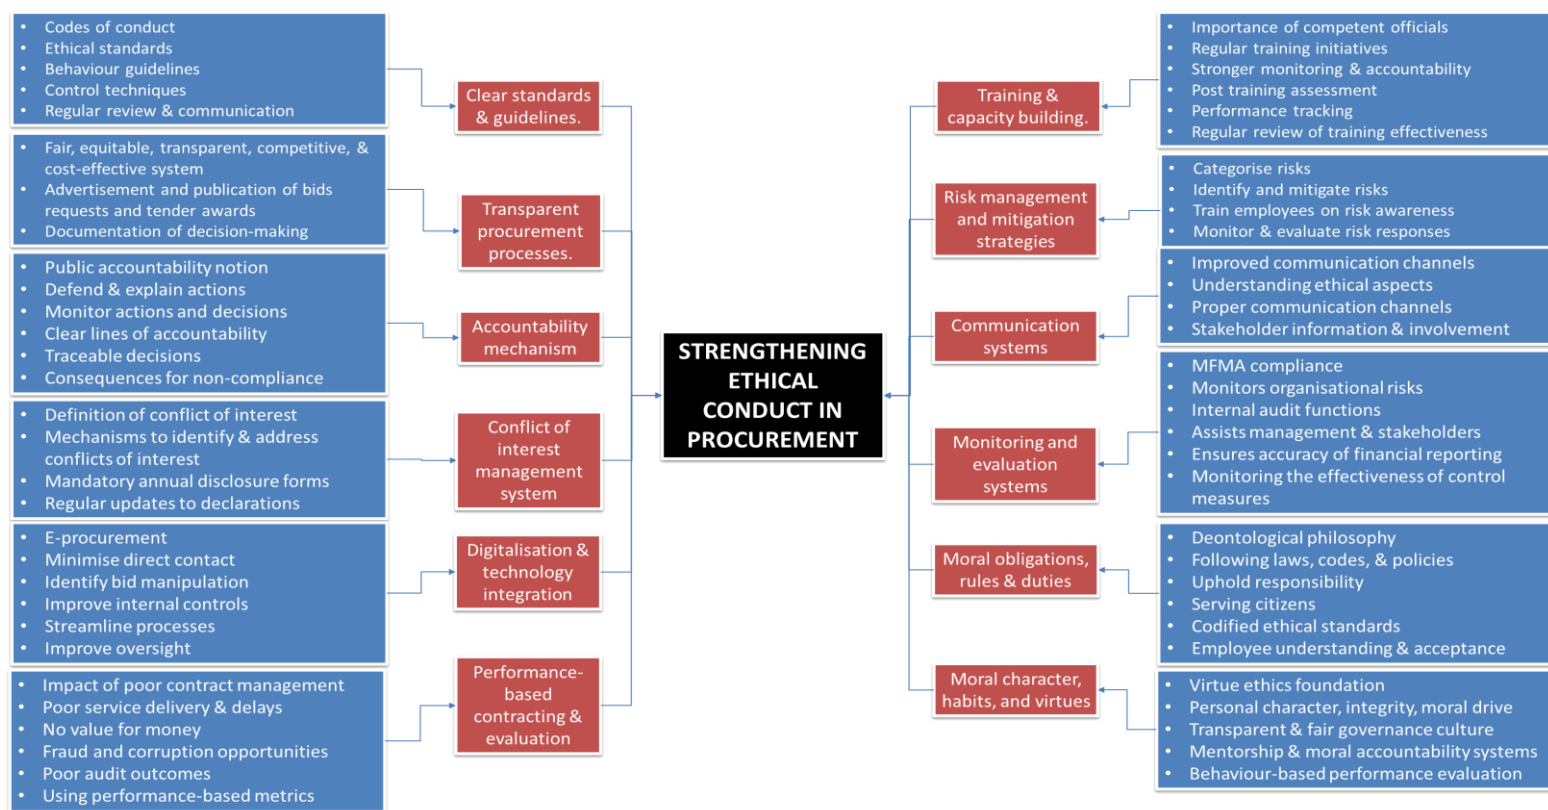 • Codes of conduct
• Ethical standards
• Behaviour guidelines
• Control techniques
• Regular review & communication
Clear standards
& guidelines.
• Fair, equitable, transparent, competitive, &
cost-effective system
• Advertisement and publication of bids
requests and tender awards
• Documentation of decision-making
Transparent
procurement
processes.
• Public accountability notion
• Defend & explain actions
• Monitor actions and decisions
• Clear lines of accountability
• Traceable decisions
• Consequences for non-compliance
Accountability
mechanism
• Definition of conflict of interest
• Mechanisms to identify & address
conflicts of interest
• Mandatory annual disclosure forms
• Regular updates to declarations
Conflict of
interest
management
system
• E-procurement
• Minimise direct contact
• Identify bid manipulation
• Improve internal controls
• Streamline processes
• Improve oversight
Digitalisation &
technology
integration
• Impact of poor contract management
• Poor service delivery & delays
• No value for money
• Fraud and corruption opportunities
• Poor audit outcomes
• Using performance-based metrics
Performance-
based
contracting &
evaluation
STRENGTHENING
ETHICAL
CONDUCT IN
PROCUREMENT
Training &
capacity building.
• Importance of competent officials
• Regular training initiatives
• Stronger monitoring & accountability
• Post training assessment
• Performance tracking
• Regular review of training effectiveness
Risk management
and mitigation
strategies
• Categorise risks
• Identify and mitigate risks
• Train employees on risk awareness
• Monitor & evaluate risk responses
Communication
systems
• Improved communication channels
• Understanding ethical aspects
• Proper communication channels
• Stakeholder information & involvement
Monitoring and
evaluation
systems
• MFMA compliance
• Monitors organisational risks
• Internal audit functions
• Assists management & stakeholders
• Ensures accuracy of financial reporting
• Monitoring the effectiveness of control
measures
Moral obligations,
rules & duties
• Deontological philosophy
• Following laws, codes, & policies
• Uphold responsibility
• Serving citizens
• Codified ethical standards
• Employee understanding & acceptance
Moral character,
habits, and virtues
• Virtue ethics foundation
• Personal character, integrity, moral drive
• Transparent & fair governance culture
• Mentorship & moral accountability systems
• Behaviour-based performance evaluation